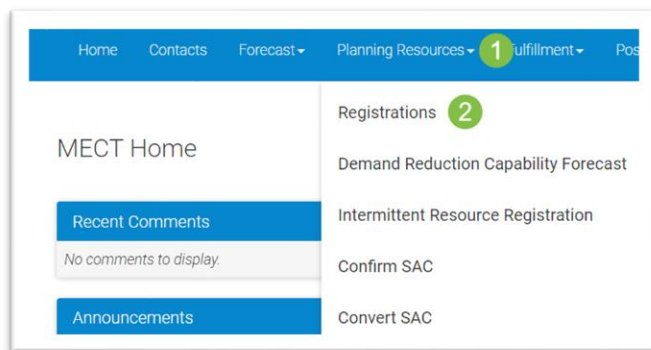 Home Contacts Forecast Planning Resources 1 ulfillment Pos
Registrations 2
MECT Home
Demand Reduction Capability Forecast
Recent Comments
Intermittent Resource Registration
No comments to display.
Confirm SAC
Announcements
Convert SAC